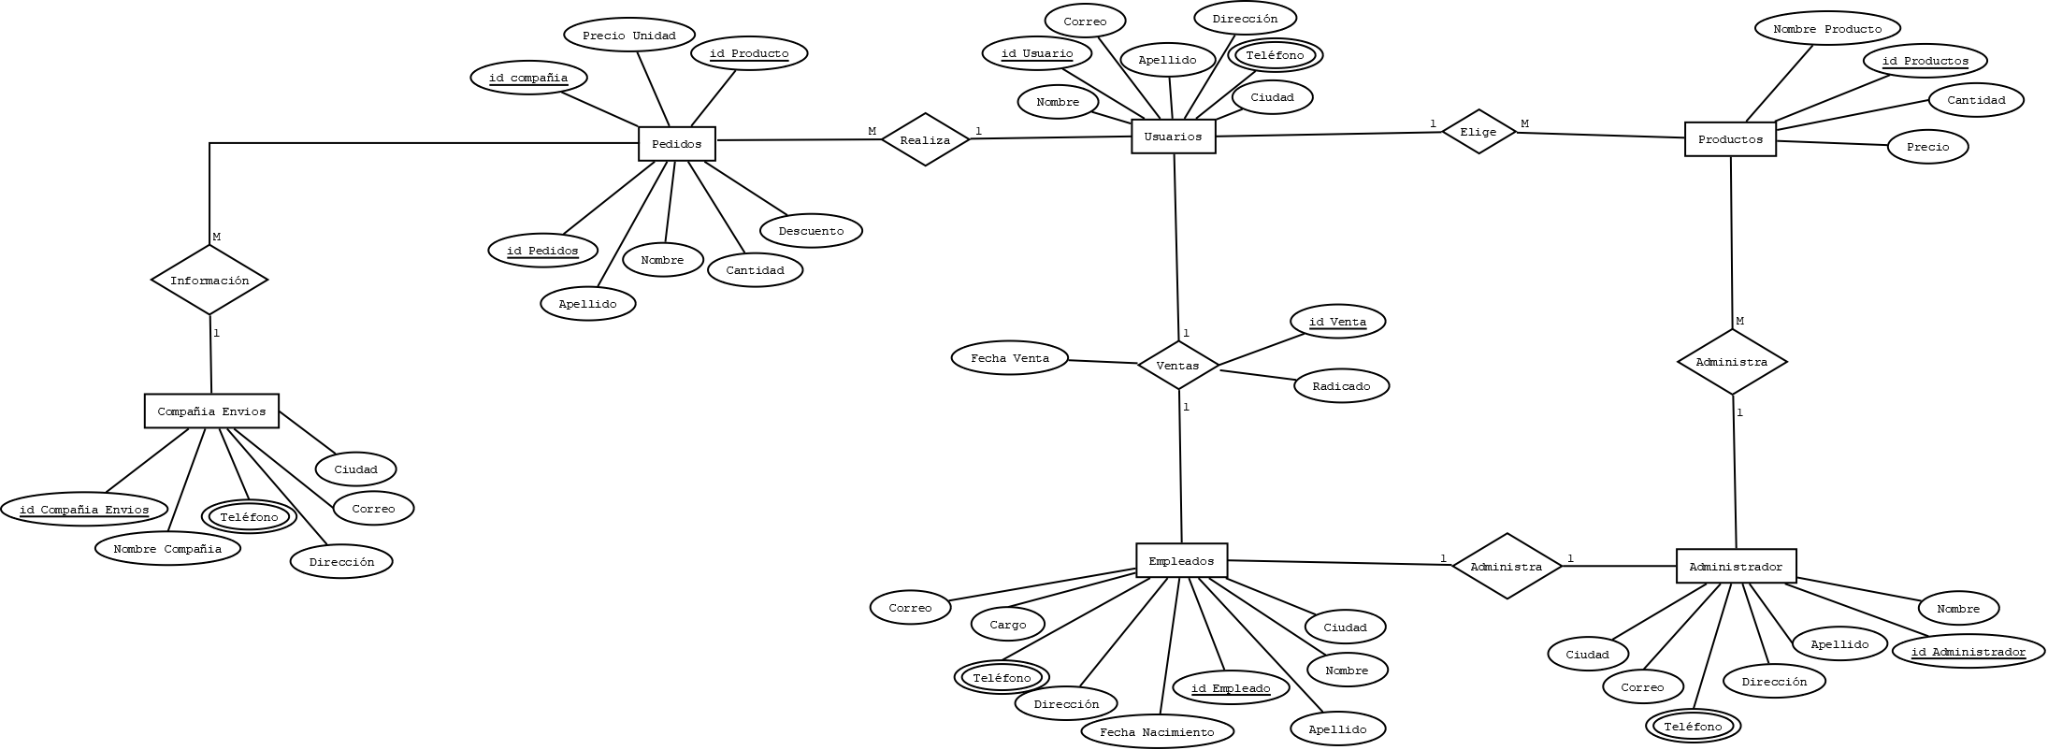 Correo
Dirección
Nombre Producto
Precio Unidad
id Producto
id Usuario
Apellido
Teléfono
id Productos
id compañia
Nombre
Ciudad
Cantidad
Pedidos
M
Realiza
1
Usuarios
1
Elige
M
Productos
Precio
Descuento
M
id Pedidos
Nombre
Cantidad
Información
Apellido
1
id Venta
M
1
Fecha Venta
Ventas
Administra
Radicado
1
1
Compañia Envios
Ciudad
id Compañia Envios
Teléfono
Correo
Nombre Compañia
Dirección
Empleados
1
Administra
1
Administrador
Correo
Cargo
Ciudad
Nombre
Teléfono
Nombre
Ciudad
Apellido
id Administrador
Dirección
id Empleado
Correo
Dirección
Fecha Nacimiento
Apellido
Teléfono